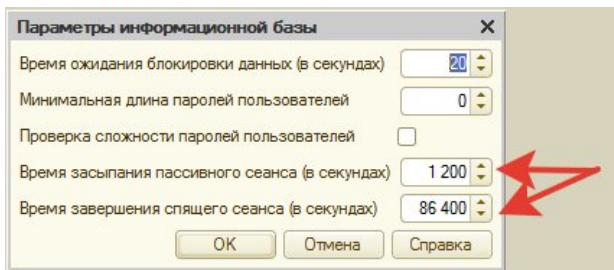 Параметры информационной базы
Время ожидания блокировки данных (в секундах) 20
Минимальная длина паролей пользователей 0
Проверка сложности паролей пользователей
Время засыпания пассивного сеанса (в секундах) 1 200
Время завершения спящего сеанса (в секундах) 86 400
ОК Отмена Справка